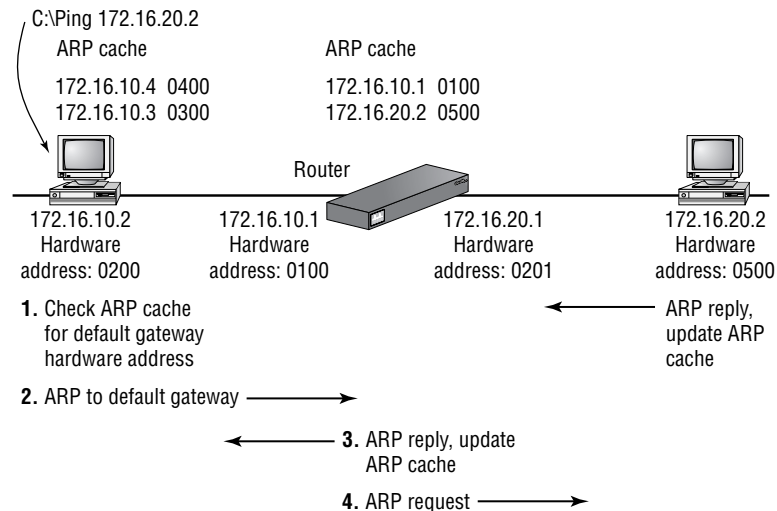 C:\Ping 172.16.20.2
ARP cache
172.16.10.4 0400
172.16.10.3 0300
ARP cache
172.16.10.1 0100
172.16.20.2 0500
Router
172.16.10.2
Hardware
address: 0200
172.16.10.1
Hardware
address: 0100
172.16.20.1
Hardware
address: 0201
172.16.20.2
Hardware
address: 0500
1. Check ARP cache
for default gateway
hardware address
ARP reply,
update ARP
cache
2. ARP to default gateway
3. ARP reply, update
ARP cache
4. ARP request